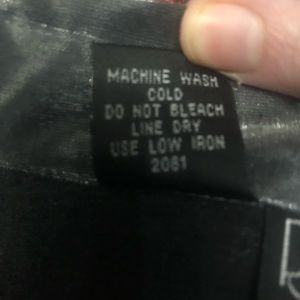 MACHINE WASH
COLD
DO NOT BLEACH
LINE DRY
USE LOW IRON
2081